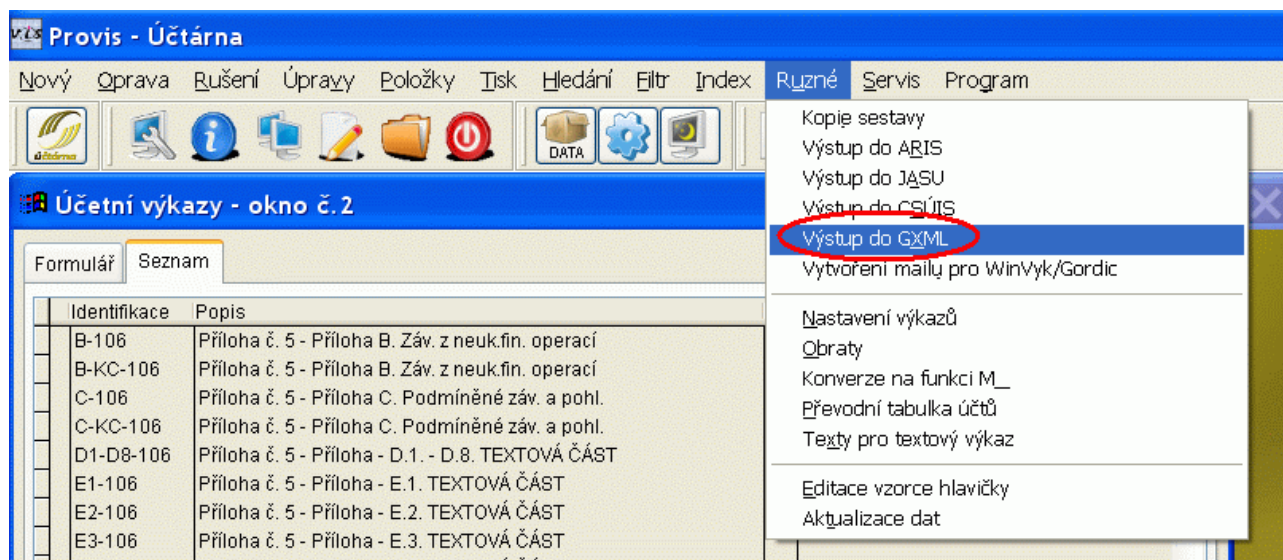 vis Provis - Účtárna
Nový Oprava Rušení Úpravy Položky Tisk Hledání Filtr Index Ruzné Servis Program
účtárna
DATA
Kopie sestavy
Výstup do ARIS
Výstup do JASU
Výstup do CSÚIS
Výstup do GXML
Vytvoření mailu pro WinVyk/Gordic
Nastavení výkazů
Obraty
Konverze na funkci M_
Převodní tabulka účtů
Texty pro textový výkaz
Editace vzorce hlavičky
Aktualizace dat
Účetní výkazy - okno č.2
Formulář Seznam
Identifikace Popis
B-106 Příloha č. 5 - Příloha B. Záv. z neuk.fin. operací
B-KC-106 Příloha č. 5 - Příloha B. Záv. z neuk.fin. operací
C-106 Příloha č. 5 - Příloha C. Podmíněné záv. a pohl.
C-KC-106 Příloha č. 5 - Příloha C. Podmíněné záv. a pohl.
D1-D8-106 Příloha č. 5 - Příloha - D.1. - D.8. TEXTOVÁ ČÁST
E1-106 Příloha č. 5 - Příloha - E.1. TEXTOVÁ ČÁST
E2-106 Příloha č. 5 - Příloha - E.2. TEXTOVÁ ČÁST
E3-106 Příloha č. 5 - Příloha - E.3. TEXTOVÁ ČÁST